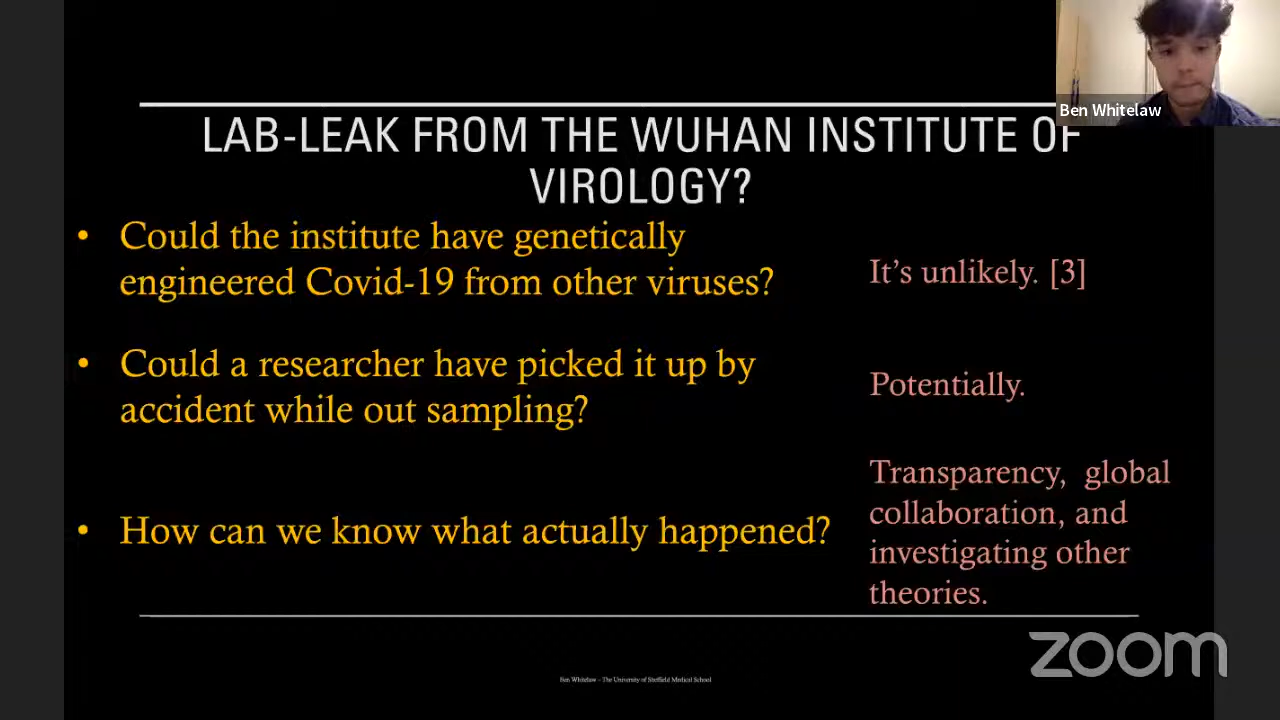 Ben Whitelaw
LAB-LEAK FROM THE WUHAN INSTITUTE OF
VIROLOGY?
• Could the institute have genetically
engineered Covid-19 from other viruses?
It's unlikely. [3]
• Could a researcher have picked it up by
accident while out sampling?
Potentially.
• How can we know what actually happened?
Transparency, global
collaboration, and
investigating other
theories.
zoom
Ben Whitelaw – The University of Sheffield Medical School